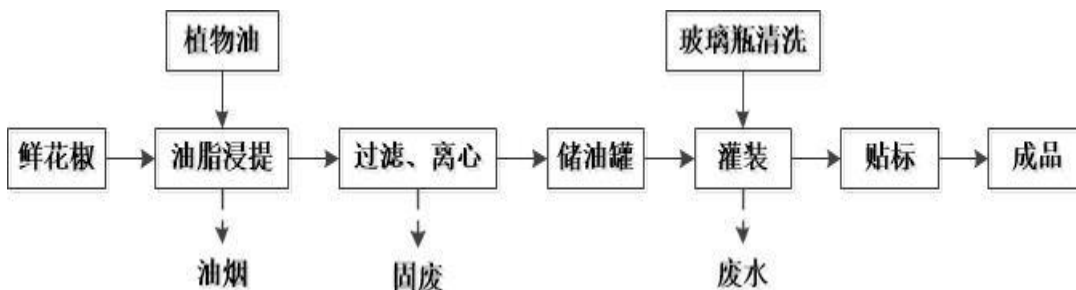 植物油
玻璃瓶清洗
鲜花椒
油脂浸提
过滤、离心
储油罐
灌装
贴标
成品
油烟
固废
废水